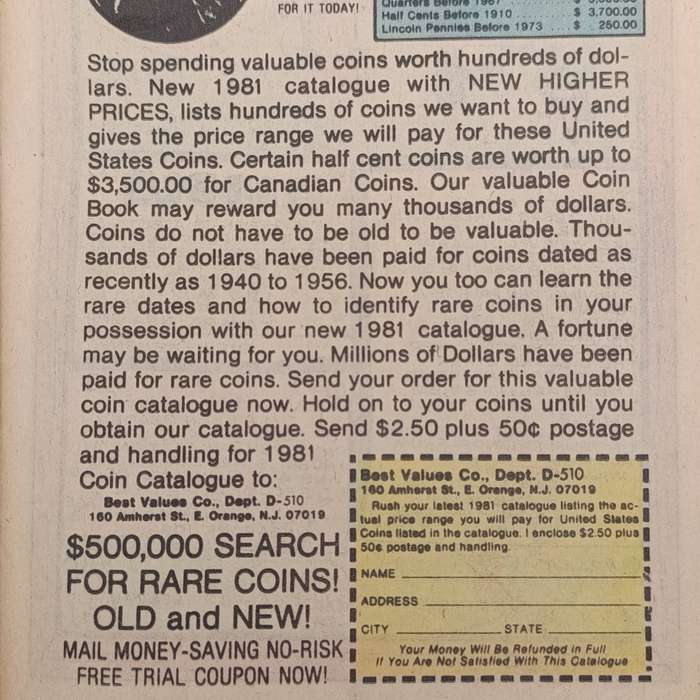 FOR IT TODAY!
Quarters Before 1967
Half Cents Before 1910 ..... $ 3,700.00
Lincoln Pennies Before 1973 ... $ 250.00
Stop spending valuable coins worth hundreds of dol-
lars. New 1981 catalogue with NEW HIGHER
PRICES, lists hundreds of coins we want to buy and
gives the price range we will pay for these United
States Coins. Certain half cent coins are worth up to
$3,500.00 for Canadian Coins. Our valuable Coin
Book may reward you many thousands of dollars.
Coins do not have to be old to be valuable. Thou-
sands of dollars have been paid for coins dated as
recently as 1940 to 1956. Now you too can learn the
rare dates and how to identify rare coins in your
possession with our new 1981 catalogue. A fortune
may be waiting for you. Millions of Dollars have been
paid for rare coins. Send your order for this valuable
coin catalogue now. Hold on to your coins until you
obtain our catalogue. Send $2.50 plus 50¢ postage
and handling for 1981
Coin Catalogue to:
Best Values Co., Dept. D-510
160 Amherst St., E. Orange, N.J. 07019
$500,000 SEARCH
FOR RARE COINS!
OLD and NEW!
MAIL MONEY-SAVING NO-RISK
FREE TRIAL COUPON NOW!
Best Values Co., Dept. D-510
160 Amherst St., E. Orange, N.J. 07019
Rush your latest 1981 catalogue listing the ac-
tual price range you will pay for United States
Coins listed in the catalogue. I enclose $2.50 plus
50¢ postage and handling.
NAME
ADDRESS
CITY STATE
Your Money Will Be Refunded in Full
If You Are Not Satisfied With This Catalogue